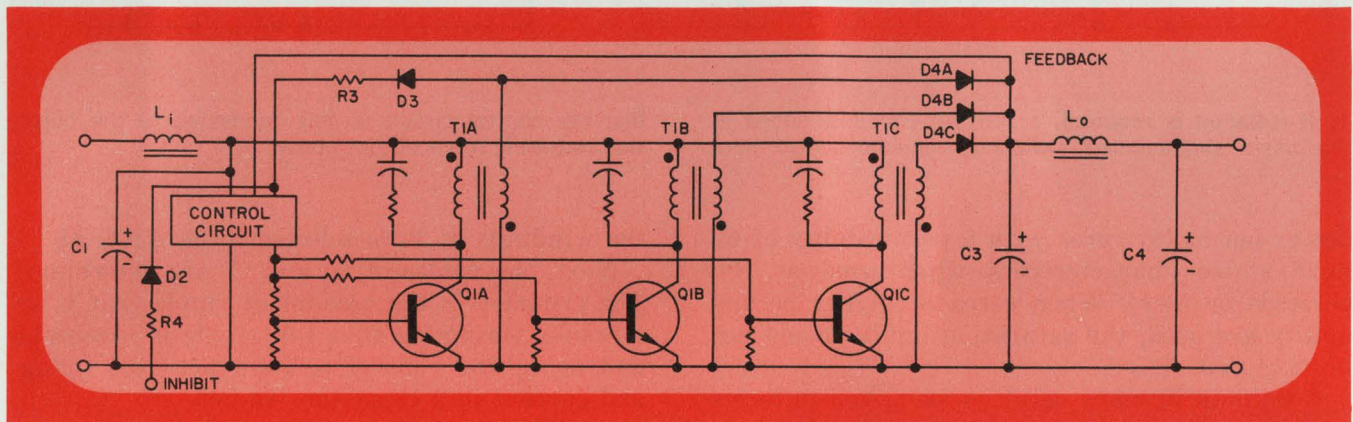 FEEDBACK
D4A
R3
D3
D4B
Li
T1A
T1B
T1C
D4C
Lo
CONTROL
CIRCUIT
C1
+
-
D2
R4
Q1A
Q1B
Q1C
C3
+
-
C4
+
-
INHIBIT